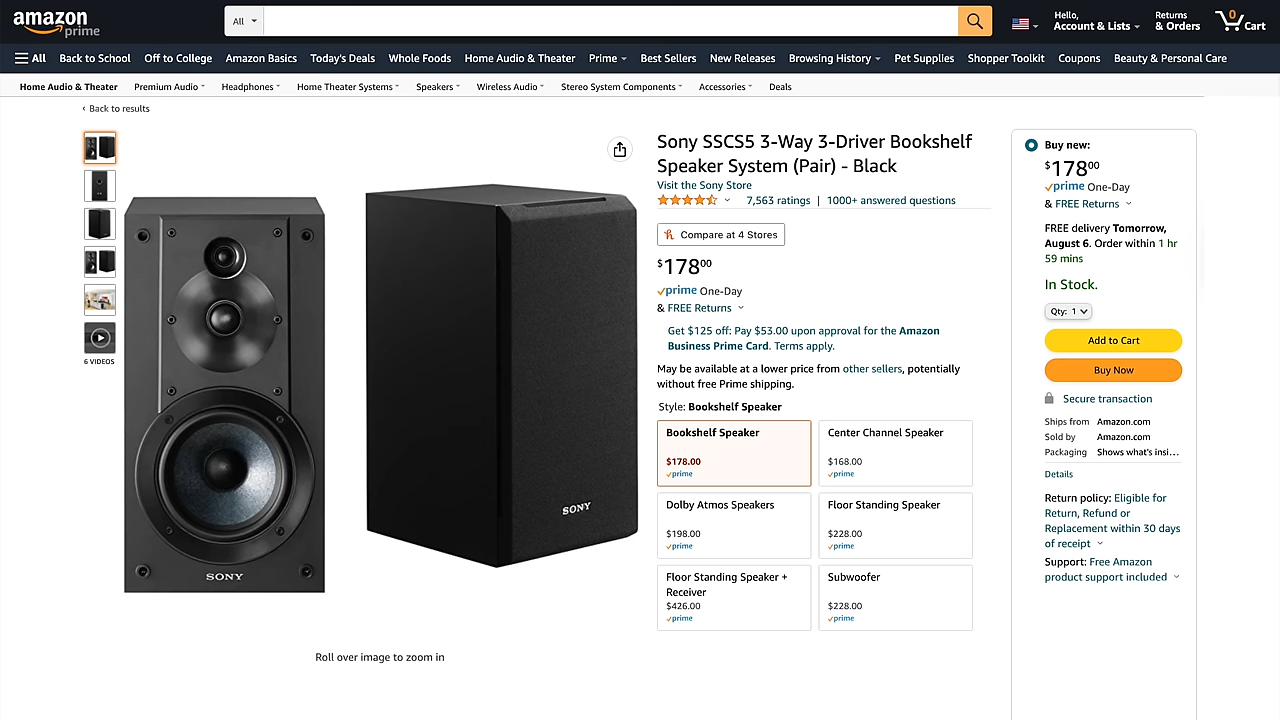 amazon
prime
All
Hello,
Account & Lists
Returns
& Orders
0
Cart
All
Back to School
Off to College
Amazon Basics
Today's Deals
Whole Foods
Home Audio & Theater
Prime
Best Sellers
New Releases
Browsing History
Pet Supplies
Shopper Toolkit
Coupons
Beauty & Personal Care
Home Audio & Theater
Premium Audio
Headphones
Home Theater Systems
Speakers
Wireless Audio
Stereo System Components
Accessories
Deals
‹ Back to results
6 VIDEOS
SONY
SONY
Roll over image to zoom in
Sony SSCS5 3-Way 3-Driver Bookshelf
Speaker System (Pair) - Black
Visit the Sony Store
7,563 ratings | 1000+ answered questions
Compare at 4 Stores
$17800
prime One-Day
& FREE Returns
Get $125 off: Pay $53.00 upon approval for the Amazon
Business Prime Card. Terms apply.
May be available at a lower price from other sellers, potentially
without free Prime shipping.
Style: Bookshelf Speaker
Bookshelf Speaker
$178.00
prime
Center Channel Speaker
$168.00
prime
Dolby Atmos Speakers
$198.00
prime
Floor Standing Speaker
$228.00
prime
Floor Standing Speaker +
Receiver
$426.00
prime
Subwoofer
$228.00
prime
Buy new:
$17800
prime One-Day
& FREE Returns
FREE delivery Tomorrow,
August 6. Order within 1 hr
59 mins
In Stock.
Qty: 1
Add to Cart
Buy Now
Secure transaction
Ships from Amazon.com
Sold by Amazon.com
Packaging Shows what's insi...
Details
Return policy: Eligible for
Return, Refund or
Replacement within 30 days
of receipt
Support: Free Amazon
product support included